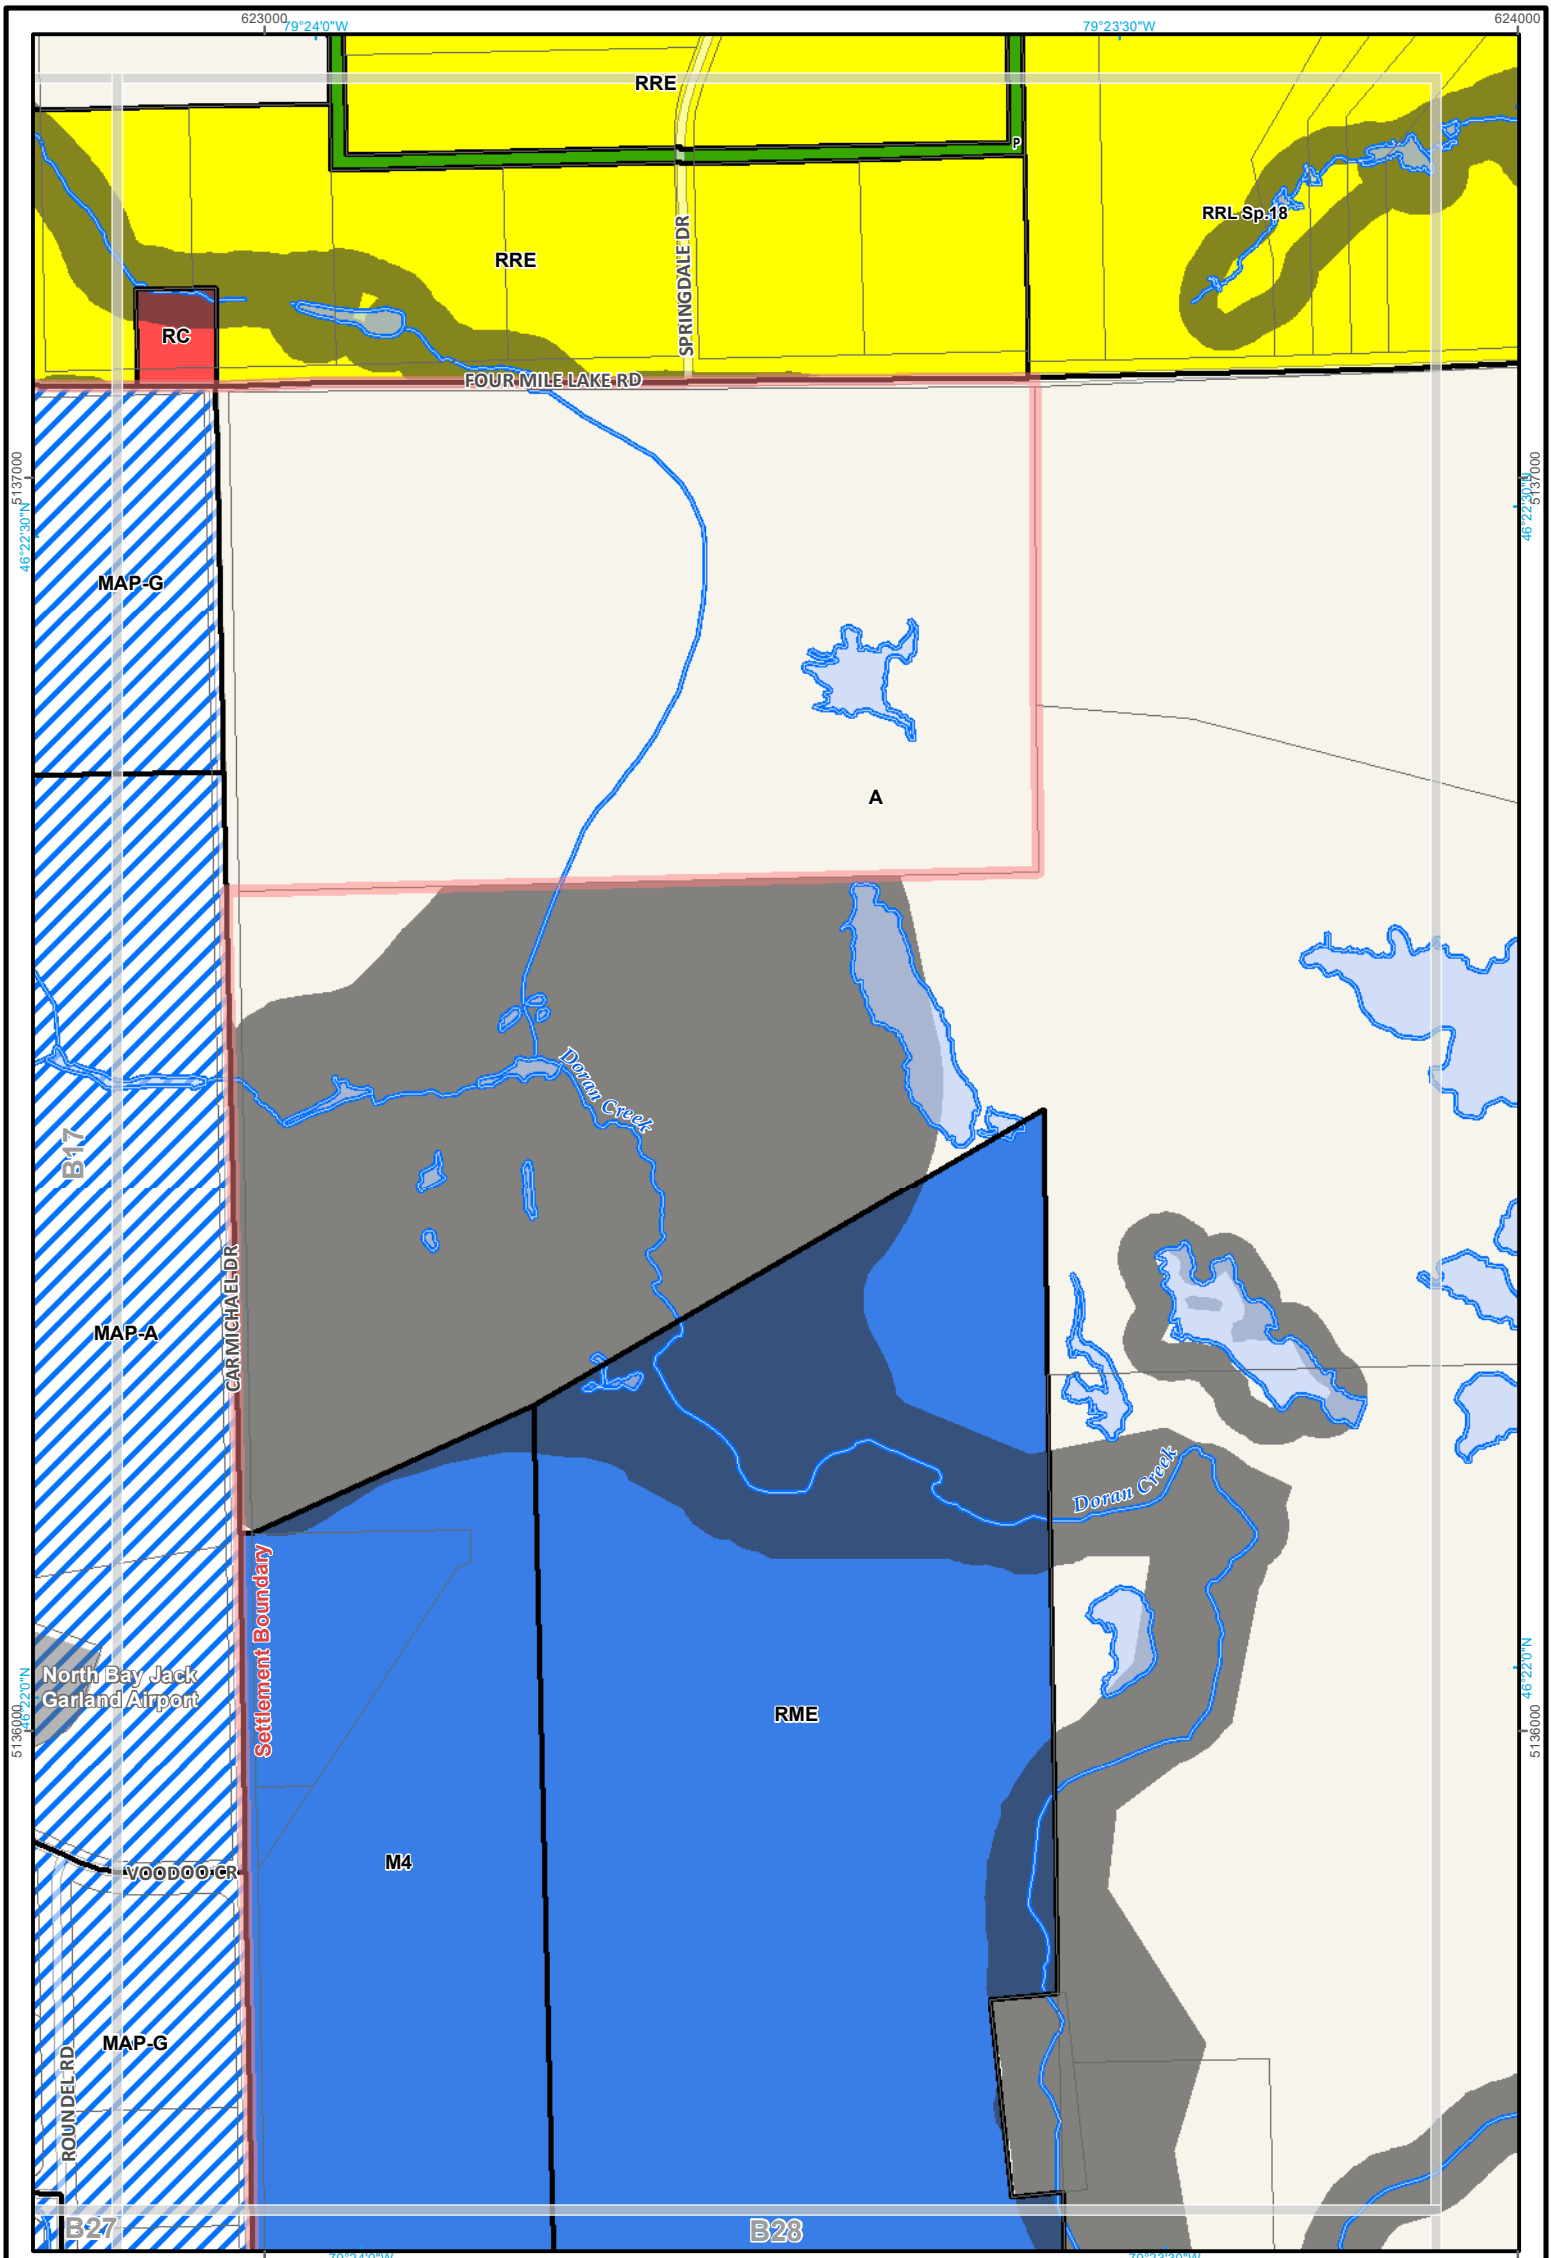 623000
79°24'0"W
79°23'30"W
624000
RRE
P
RRL Sp.18
RRE
SPRINGDALE DR
RC
FOUR MILE LAKE RD
5137000
46°22'30"N
5137000
46°22'30"N
MAP-G
A
Doran Creek
B17
CARMICHAEL DR
MAP-A
Doran Creek
Settlement Boundary
North Bay Jack
Garland Airport
46°22'0"N
5136000
46°22'0"N
5136000
RME
M4
VOODOO CR
MAP-G
ROUNDEL RD
B27
B28
79°24'0"W
79°23'30"W